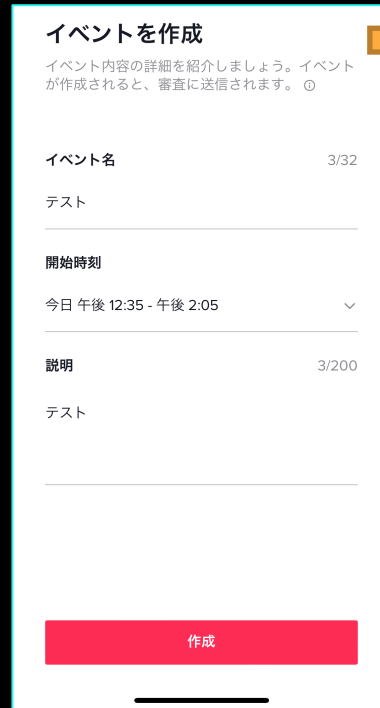 イベントを作成
イベント内容の詳細を紹介しましょう。イベント
が作成されると、審査に送信されます。
イベント名 3/32
テスト
開始時刻
今日 午後 12:35 - 午後 2:05
説明 3/200
テスト
作成